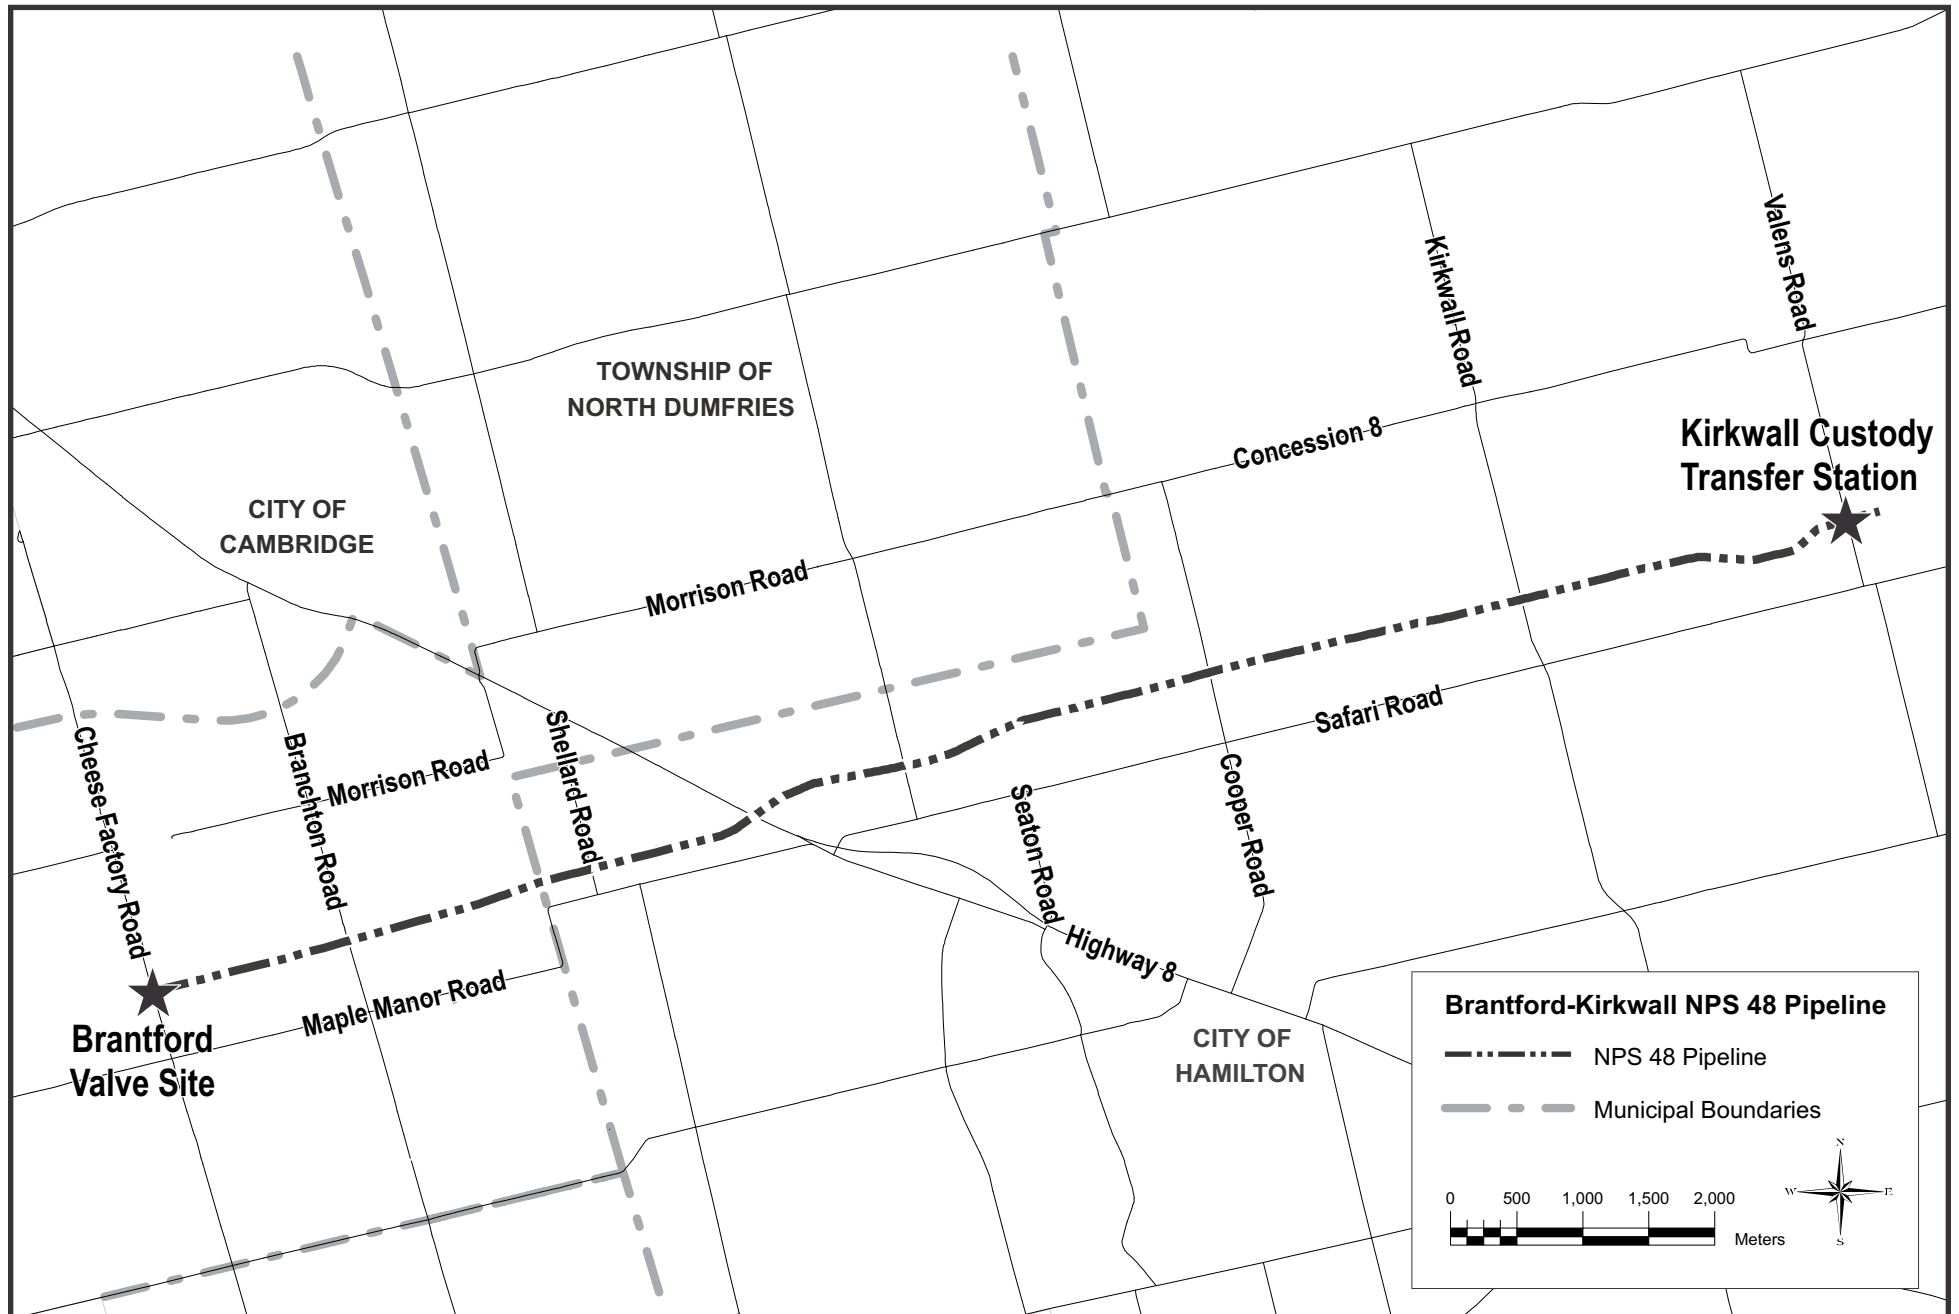 Valens Road
Kirkwall Road
TOWNSHIP OF
NORTH DUMFRIES
Concession 8
Kirkwall Custody
Transfer Station
CITY OF
CAMBRIDGE
Morrison Road
Safari Road
Cheese Factory Road
Branchton Road
Morrison Road
Shellard Road
Seaton Road
Cooper Road
Highway 8
Maple Manor Road
Brantford
Valve Site
CITY OF
HAMILTON
Brantford-Kirkwall NPS 48 Pipeline
NPS 48 Pipeline
Municipal Boundaries
N
W E
S
0 500 1,000 1,500 2,000
Meters